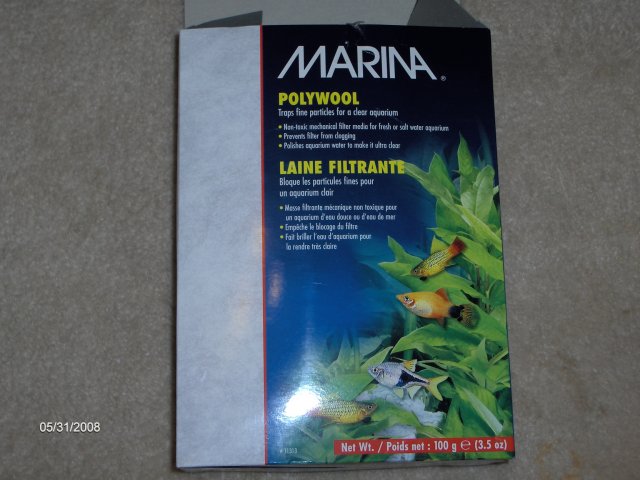 MARINA®
POLYWOOL
Traps fine particles for a clear aquarium
• Non-toxic mechanical filter media for fresh or salt water aquarium
• Prevents filter from clogging
• Polishes aquarium water to make it ultra clear
LAINE FILTRANTE
Bloque les particules fines pour
un aquarium clair
• Masse filtrante mécanique non toxique pour
un aquarium d'eau douce ou d'eau de mer
• Empêche le blocage du filtre
• Fait briller l'eau d'aquarium pour
la rendre très claire
05/31/2008
Net Wt. / Poids net : 100 g ℮ (3.5 oz)